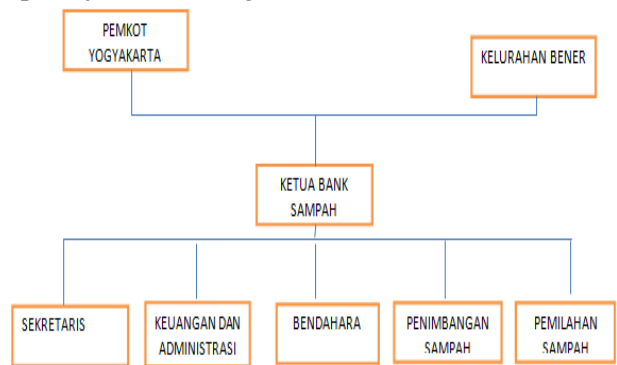 PEMKOT
YOGYAKARTA
KELURAHAN BENER
KETUA BANK
SAMPAH
SEKRETARIS
KEUANGAN DAN
ADMINISTRASI
BENDAHARA
PENIMBANGAN
SAMPAH
PEMILAHAN
SAMPAH